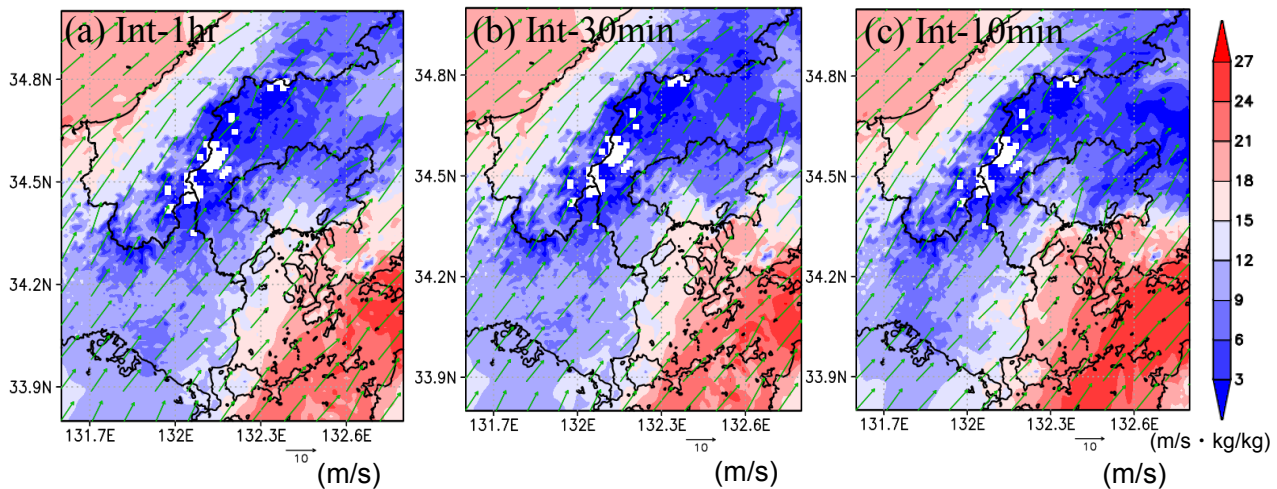 (a) Int-1hr
(b) Int-30min
(c) Int-10min
34.8N
34.5N
34.2N
33.9N
131.7E 132E 132.3E 132.6E
10
(m/s)
34.8N
34.5N
34.2N
33.9N
131.7E 132E 132.3E 132.6E
10
(m/s)
34.8N
34.5N
34.2N
33.9N
131.7E 132E 132.3E 132.6E
10
(m/s)
27
24
21
18
15
12
9
6
3
(m/s・kg/kg)